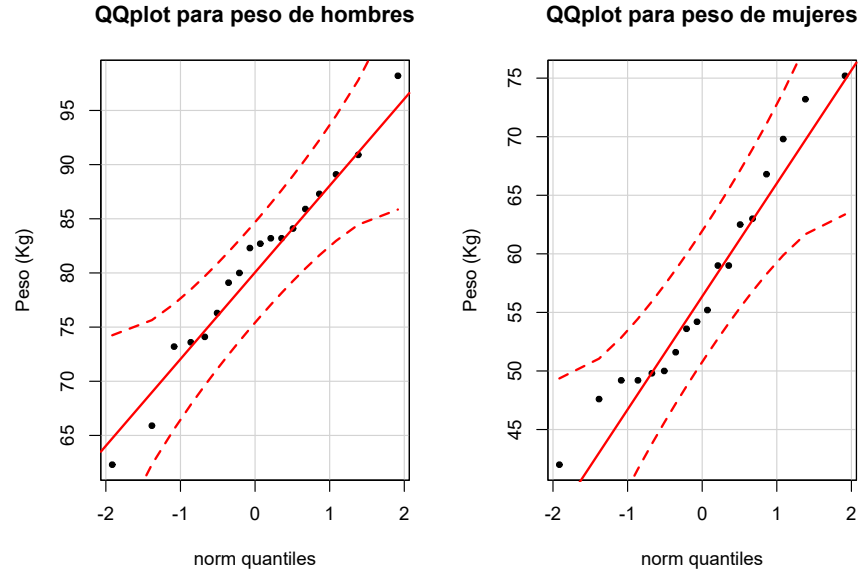 QQplot para peso de hombres
Peso (Kg)
95
90
85
80
75
70
65
-2 -1 0 1 2
norm quantiles
QQplot para peso de mujeres
Peso (Kg)
75
70
65
60
55
50
45
-2 -1 0 1 2
norm quantiles